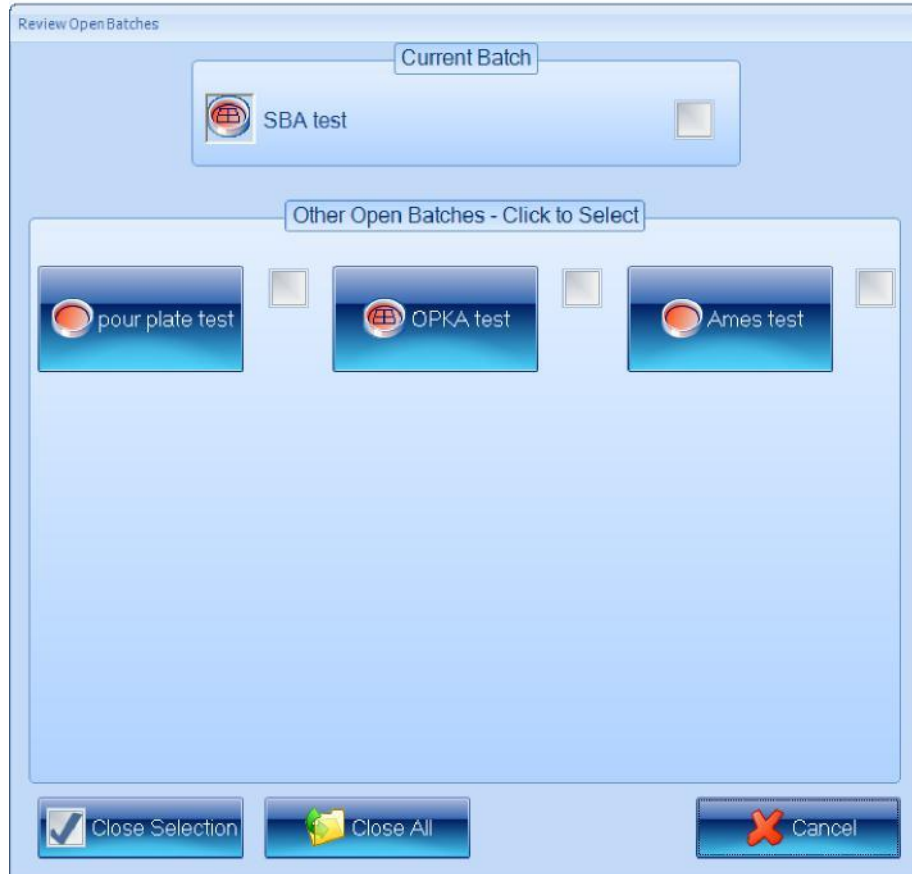 Review Open Batches
Current Batch
SBA test
Other Open Batches - Click to Select
pour plate test
OPKA test
Ames test
Close Selection
Close All
Cancel